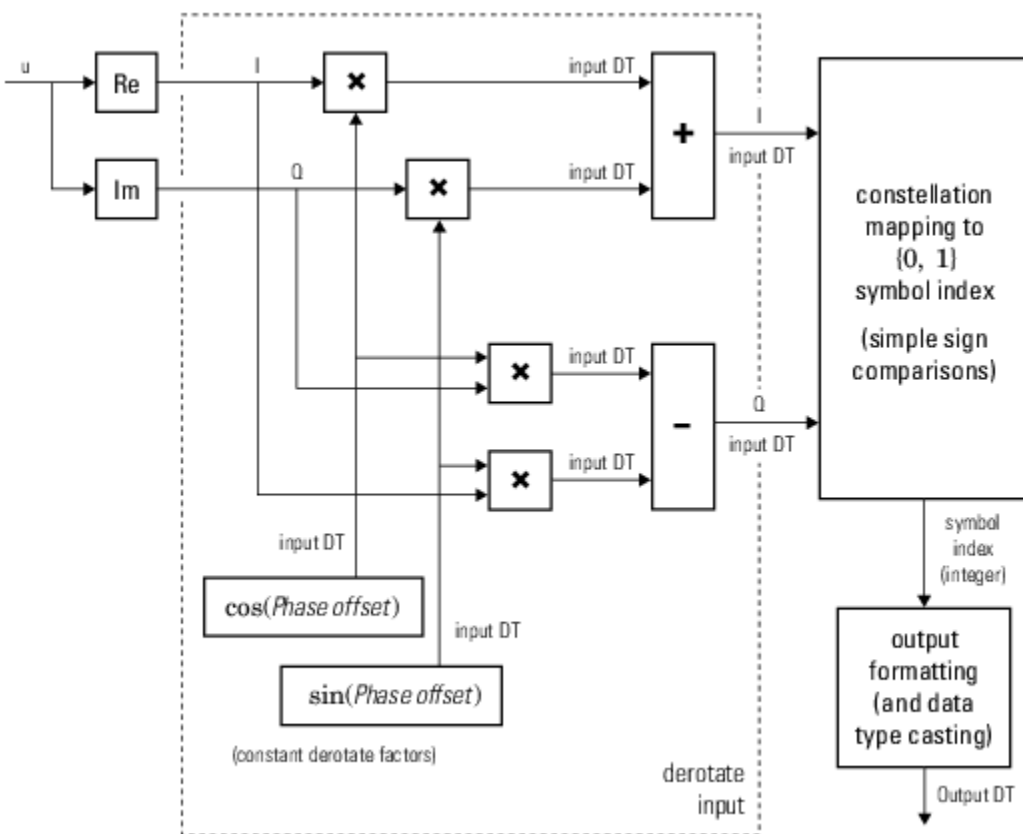 u
Re
I
×
input DT
+
I
input DT
Im
Q
×
input DT
constellation
mapping to
{0, 1}
symbol index
(simple sign
comparisons)
×
input DT
−
Q
input DT
×
input DT
input DT
cos(Phase offset)
input DT
sin(Phase offset)
(constant derotate factors)
derotate
input
symbol
index
(integer)
output
formatting
(and data
type casting)
Output DT